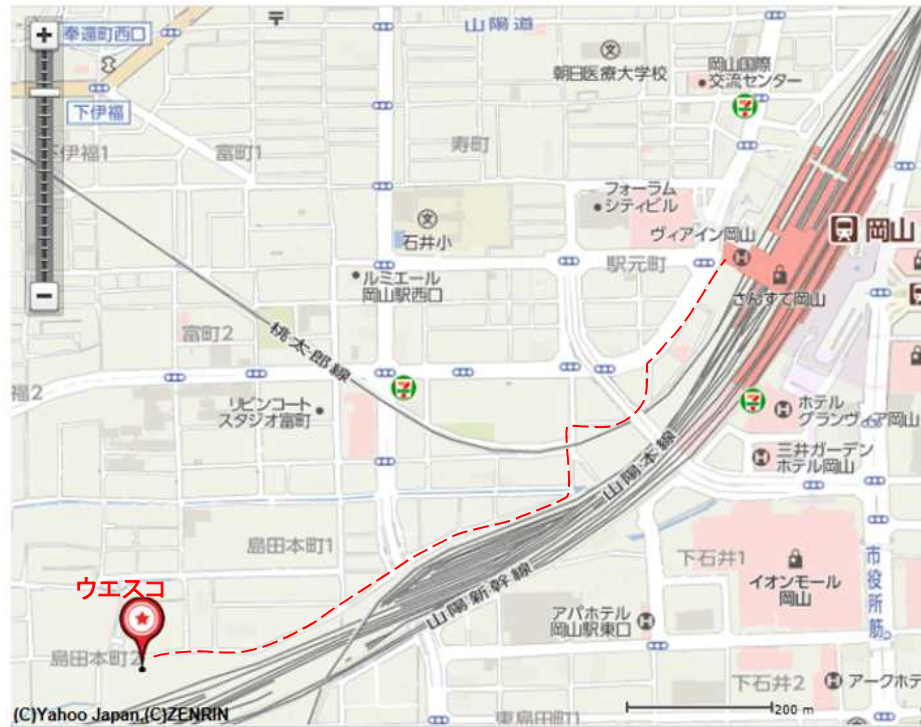 奉還町西口
山陽道
朝日医療大学校
岡山国際
交流センター
下伊福
下伊福1
富町1
寿町
フォーラム
シティビル
石井小
ヴィアイン岡山
岡山
駅元町
ルミエール
岡山駅西口
さんすて岡山
富町2
桃太郎線
福2
リビンコート
スタジオ富町
ホテル
グランヴィア岡山
三井ガーデン
ホテル岡山
山陽本線
島田本町1
下石井1
市役所筋
イオンモール
岡山
ウエスコ
山陽新幹線
アパホテル
岡山駅東口
島田本町2
下石井2
アークホテ
(C)Yahoo Japan,(C)ZENRIN
東島田町
200 m